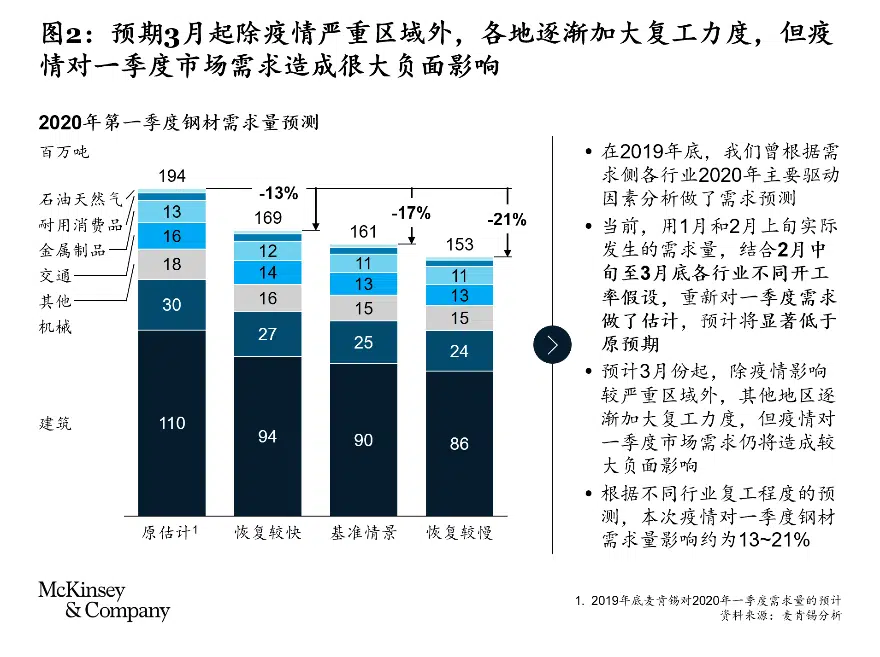 图2：预期3月起除疫情严重区域外，各地逐渐加大复工力度，但疫
情对一季度市场需求造成很大负面影响
2020年第一季度钢材需求量预测
百万吨
石油天然气
耐用消费品
金属制品
交通
其他
机械
建筑
194
13
16
18
30
110
原估计1
-13%
169
12
14
16
27
94
恢复较快
-17%
161
11
13
15
25
90
基准情景
-21%
153
11
13
15
24
86
恢复较慢
• 在2019年底，我们曾根据需
求侧各行业2020年主要驱动
因素分析做了需求预测
• 当前，用1月和2月上旬实际
发生的需求量，结合2月中
旬至3月底各行业不同开工
率假设，重新对一季度需求
做了估计，预计将显著低于
原预期
• 预计3月份起，除疫情影响
较严重区域外，其他地区逐
渐加大复工力度，但疫情对
一季度市场需求仍将造成较
大负面影响
• 根据不同行业复工程度的预
测，本次疫情对一季度钢材
需求量影响约为13~21%
McKinsey
& Company
1. 2019年底麦肯锡对2020年一季度需求量的预计
资料来源：麦肯锡分析